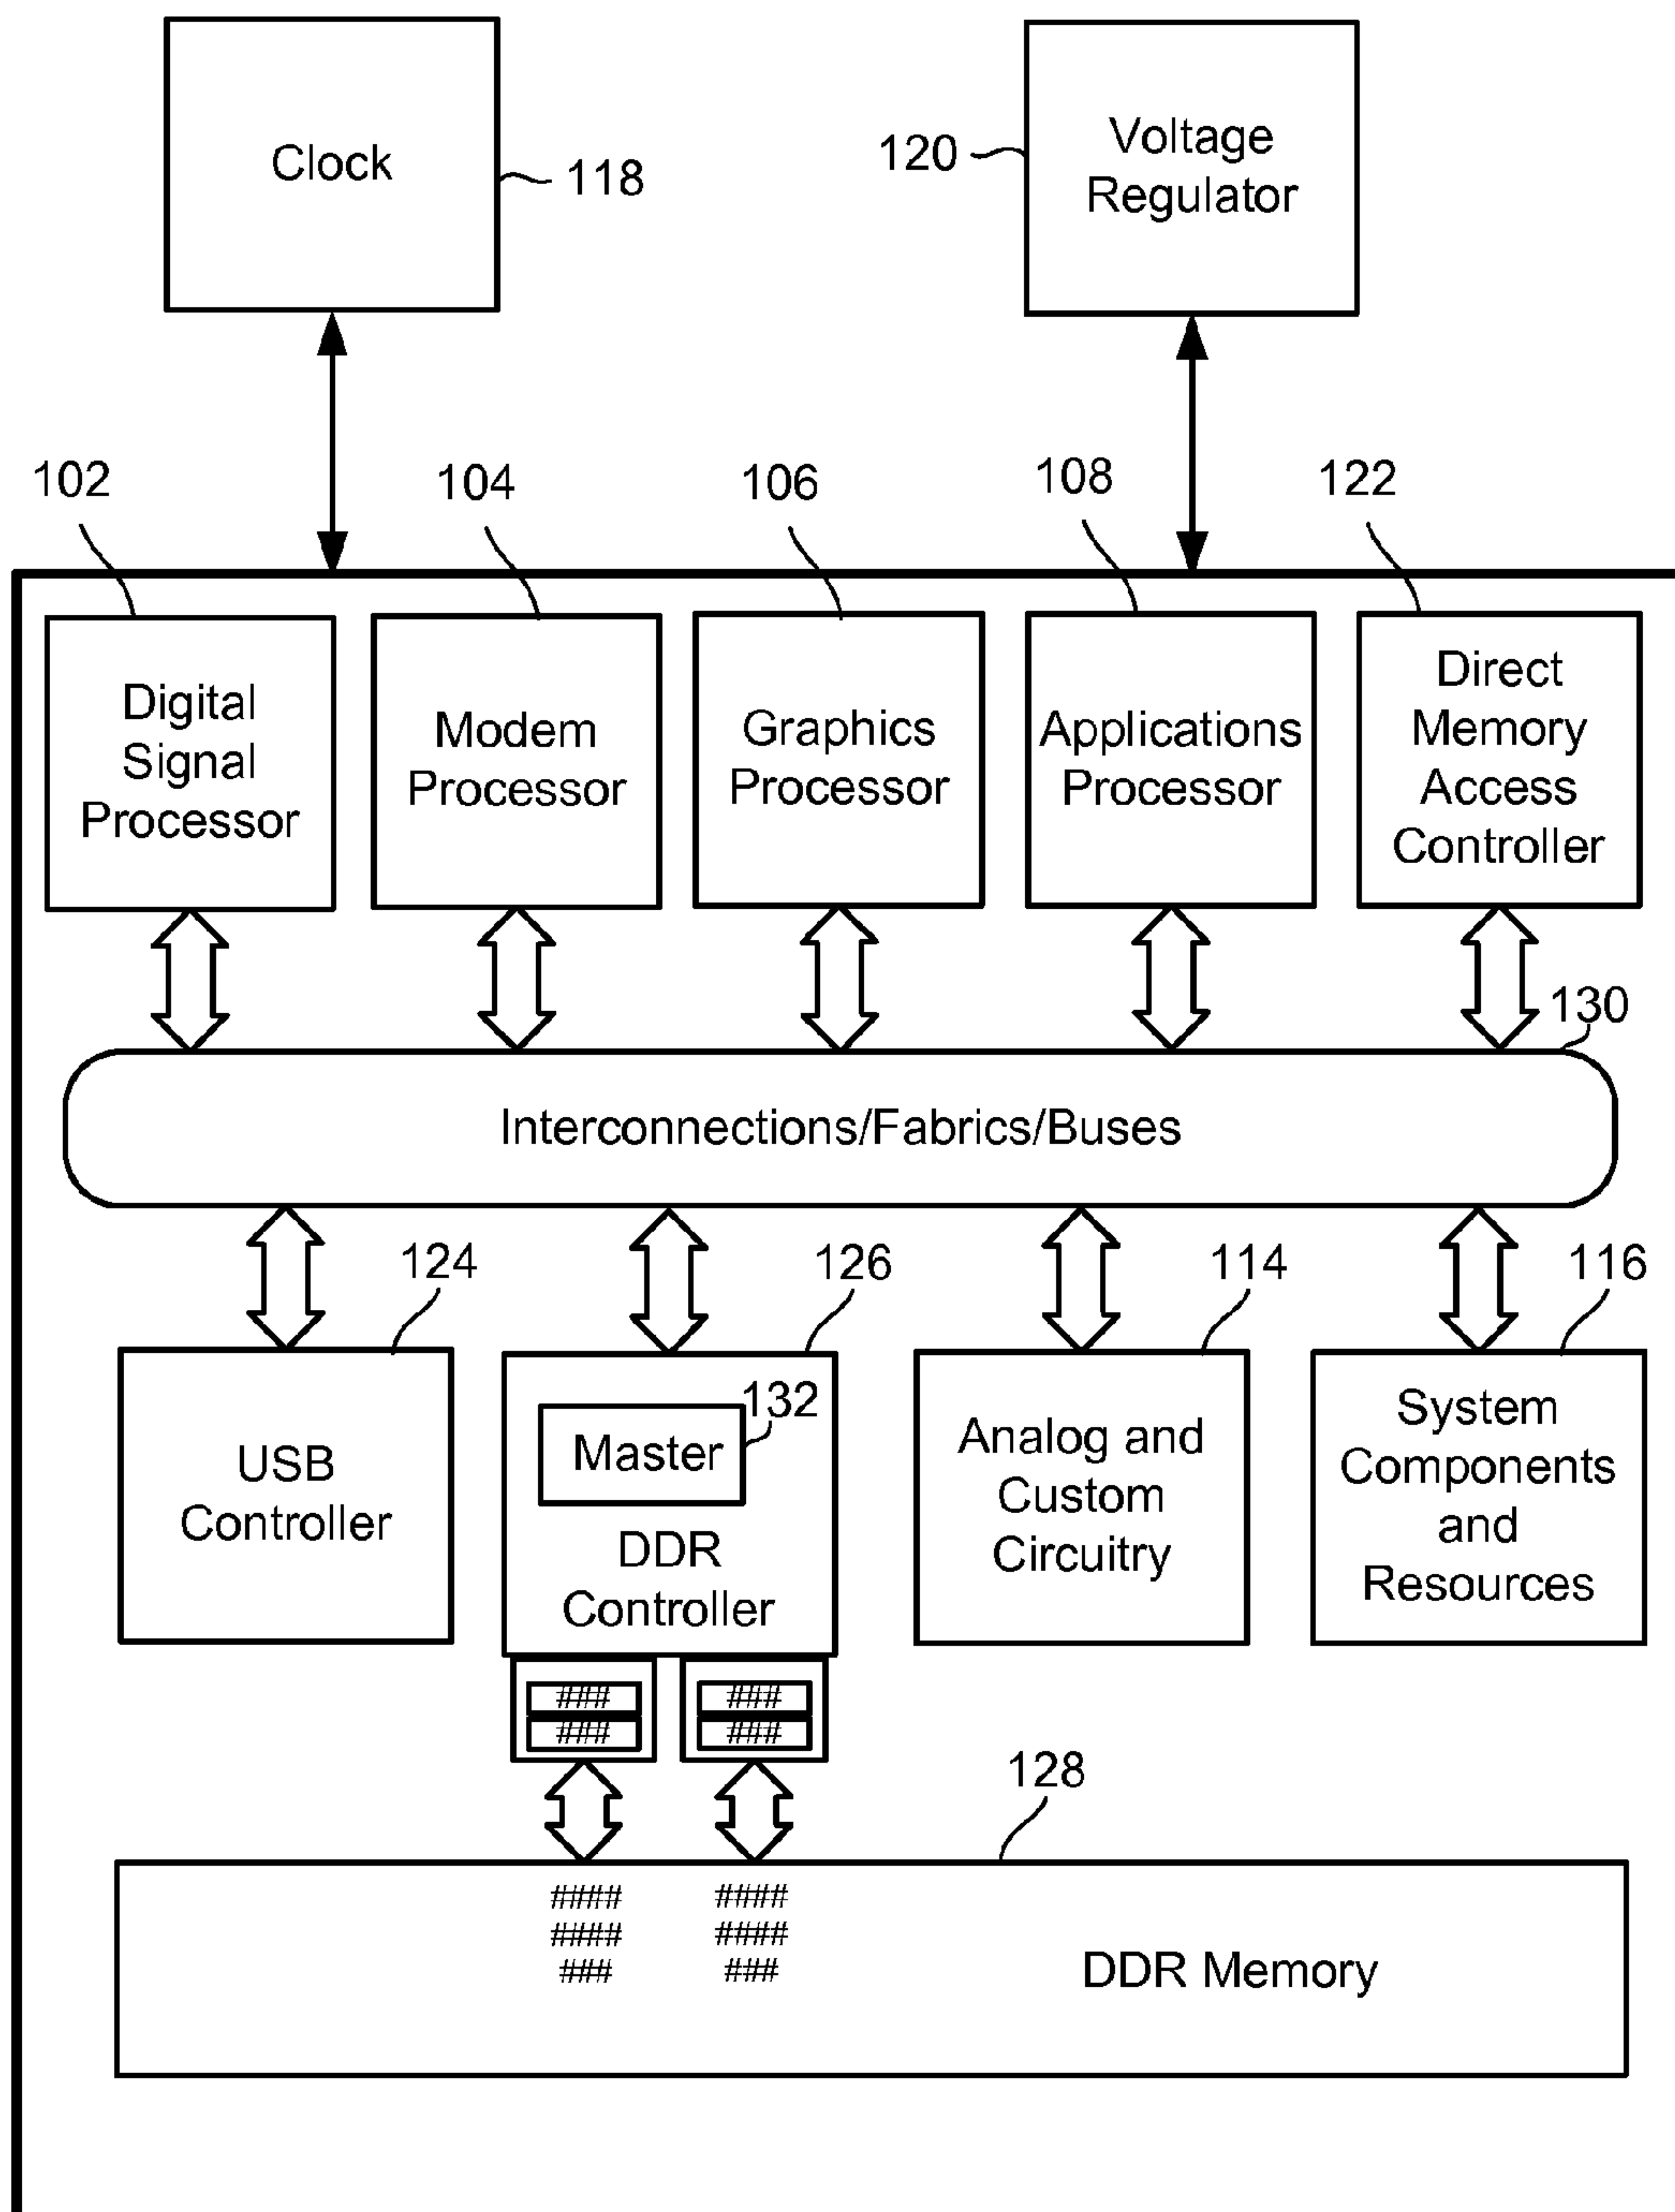 Clock
118
120
Voltage
Regulator
102
104
106
108
122
Digital
Signal
Processor
Modem
Processor
Graphics
Processor
Applications
Processor
Direct
Memory
Access
Controller
130
Interconnections/Fabrics/Buses
124
126
114
116
USB
Controller
132
Master
DDR
Controller
Analog and
Custom
Circuitry
System
Components
and
Resources
###
###
###
###
128
####
####
###
####
####
###
DDR Memory